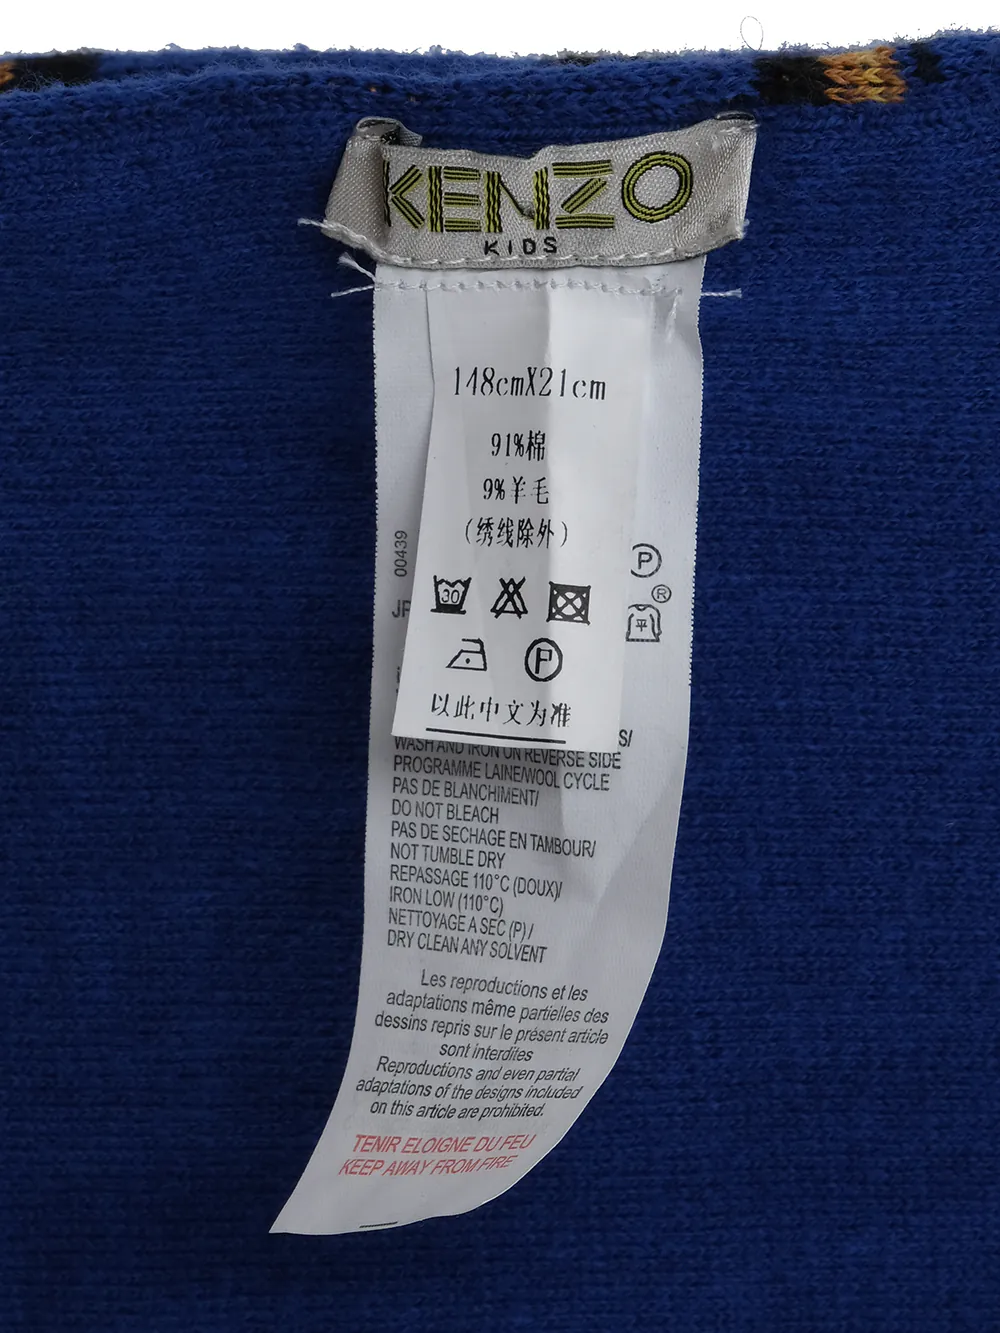 KENZO
KIDS
148cmX21cm
91%棉
9%羊毛
(绣线除外)
00439
30
P
P
®
平
以此中文为准
S/
WASH AND IRON ON REVERSE SIDE
PROGRAMME LAINE/WOOL CYCLE
PAS DE BLANCHIMENT/
DO NOT BLEACH
PAS DE SECHAGE EN TAMBOUR/
NOT TUMBLE DRY
REPASSAGE 110°C (DOUX)/
IRON LOW (110°C)
NETTOYAGE A SEC (P) /
DRY CLEAN ANY SOLVENT
Les reproductions et les
adaptations même partielles des
dessins repris sur le présent article
sont interdites
Reproductions and even partial
adaptations of the designs included
on this article are prohibited.
TENIR ELOIGNE DU FEU
KEEP AWAY FROM FIRE